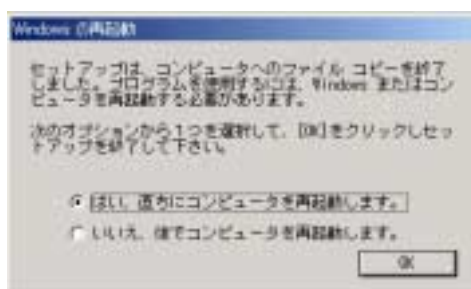 Windows の再起動
セットアップは、コンピュータへのファイル コピーを終了
しました。プログラムを使用するには、Windows またはコン
ピュータを再起動する必要があります。
次のオプションから1つを選択して、[OK]をクリックしセッ
トアップを終了して下さい。
はい、直ちにコンピュータを再起動します。
いいえ、後でコンピュータを再起動します。
OK